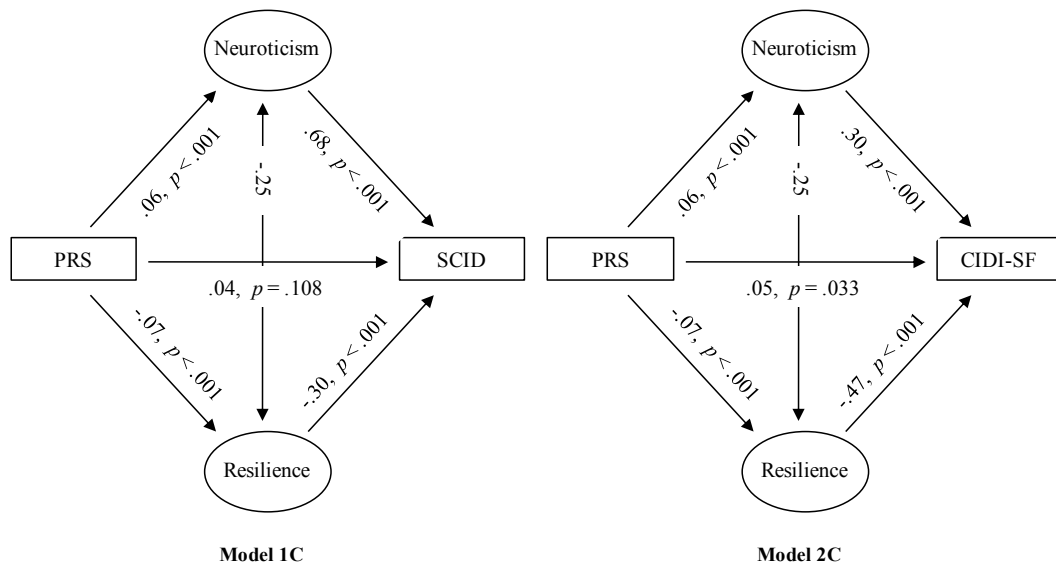 Neuroticism
.06, p < .001
.68, p < .001
-.25
PRS
SCID
.04, p = .108
-.07, p < .001
-.30, p < .001
Resilience
Model 1C
Neuroticism
.06, p < .001
.30, p < .001
-.25
PRS
CIDI-SF
.05, p = .033
-.07, p < .001
-.47, p < .001
Resilience
Model 2C